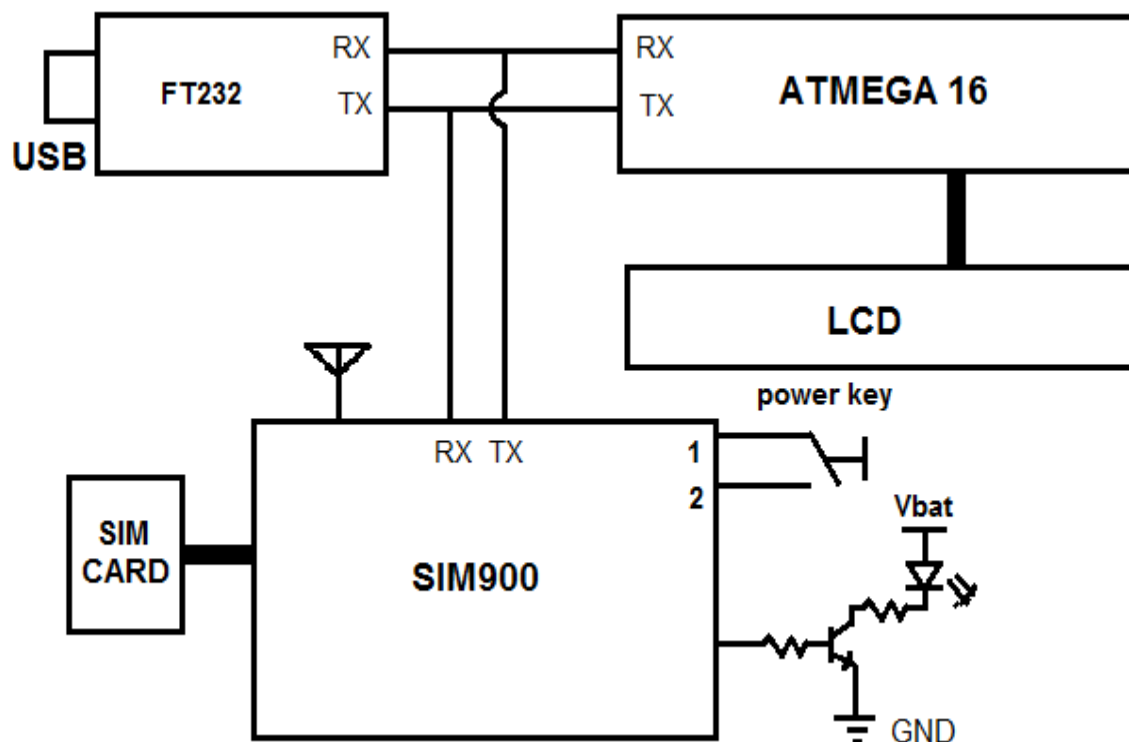 RX
RX
FT232
ATMEGA 16
TX
TX
USB
LCD
power key
RX TX
1
2
Vbat
SIM
CARD
SIM900
GND